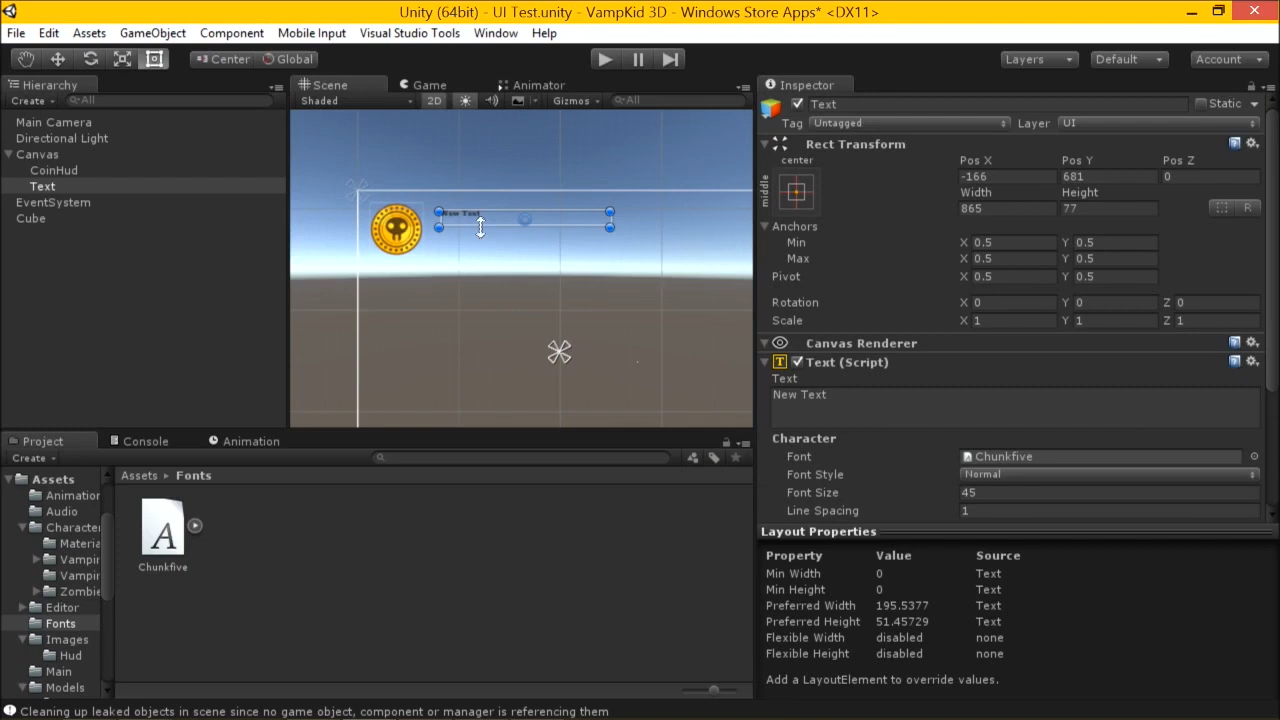 Unity (64bit) - UI Test.unity - VampKid 3D - Windows Store Apps* <DX11>
File Edit Assets GameObject Component Mobile Input Visual Studio Tools Window Help
Center Global Layers Default Account
Hierarchy
Create All
Main Camera
Directional Light
Canvas
CoinHud
Text
EventSystem
Cube
Scene Game Animator
Shaded 2D Gizmos All
New Text
Inspector
Text Static
Tag Untagged Layer UI
Rect Transform
center
middle
Pos X Pos Y Pos Z
-166 681 0
Width Height
865 77
R
Anchors
Min X 0.5 Y 0.5
Max X 0.5 Y 0.5
Pivot X 0.5 Y 0.5
Rotation X 0 Y 0 Z 0
Scale X 1 Y 1 Z 1
Canvas Renderer
T Text (Script)
Text
New Text
Character
Font Chunkfive
Font Style Normal
Font Size 45
Line Spacing 1
Layout Properties
Property Value Source
Min Width 0 Text
Min Height 0 Text
Preferred Width 195.5377 Text
Preferred Height 51.45729 Text
Flexible Width disabled none
Flexible Height disabled none
Add a LayoutElement to override values.
Project Console Animation
Create
Assets
Animation
Audio
Character
Materia
Vampir
Vampir
Zombie
Editor
Fonts
Images
Hud
Main
Models
Assets Fonts
A
Chunkfive
Cleaning up leaked objects in scene since no game object, component or manager is referencing them